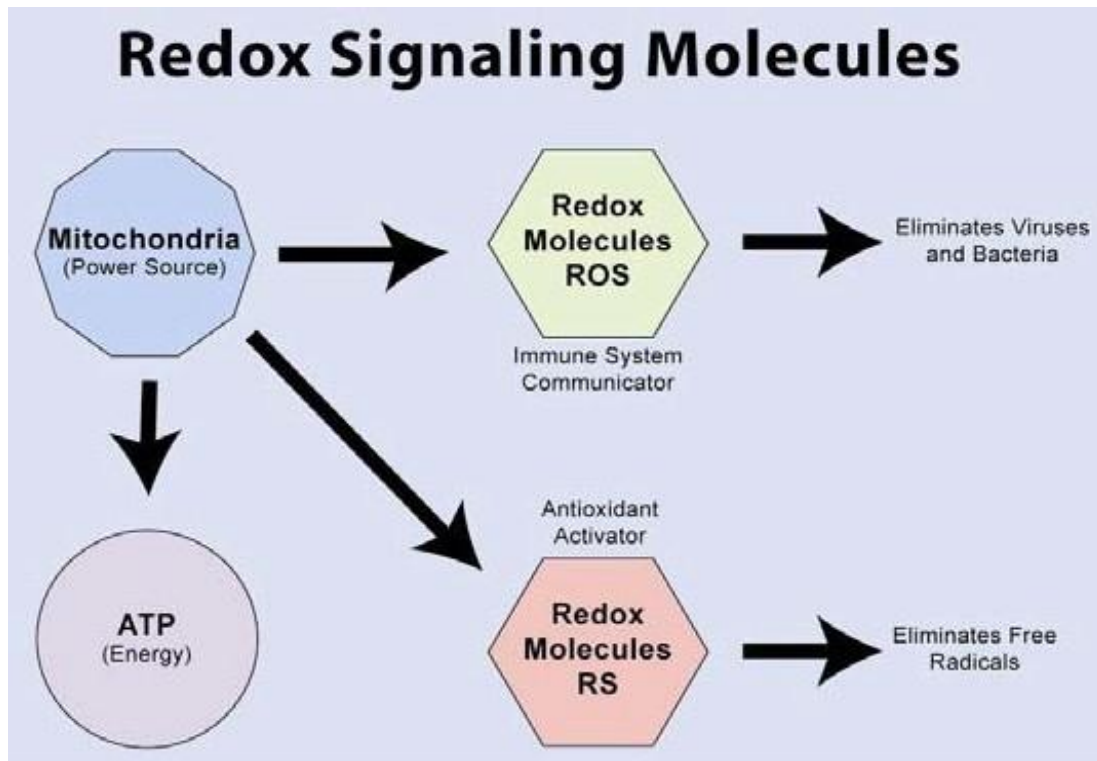 Redox Signaling Molecules
Mitochondria
(Power Source)
Redox
Molecules
ROS
Immune System
Communicator
Eliminates Viruses
and Bacteria
ATP
(Energy)
Antioxidant
Activator
Redox
Molecules
RS
Eliminates Free
Radicals